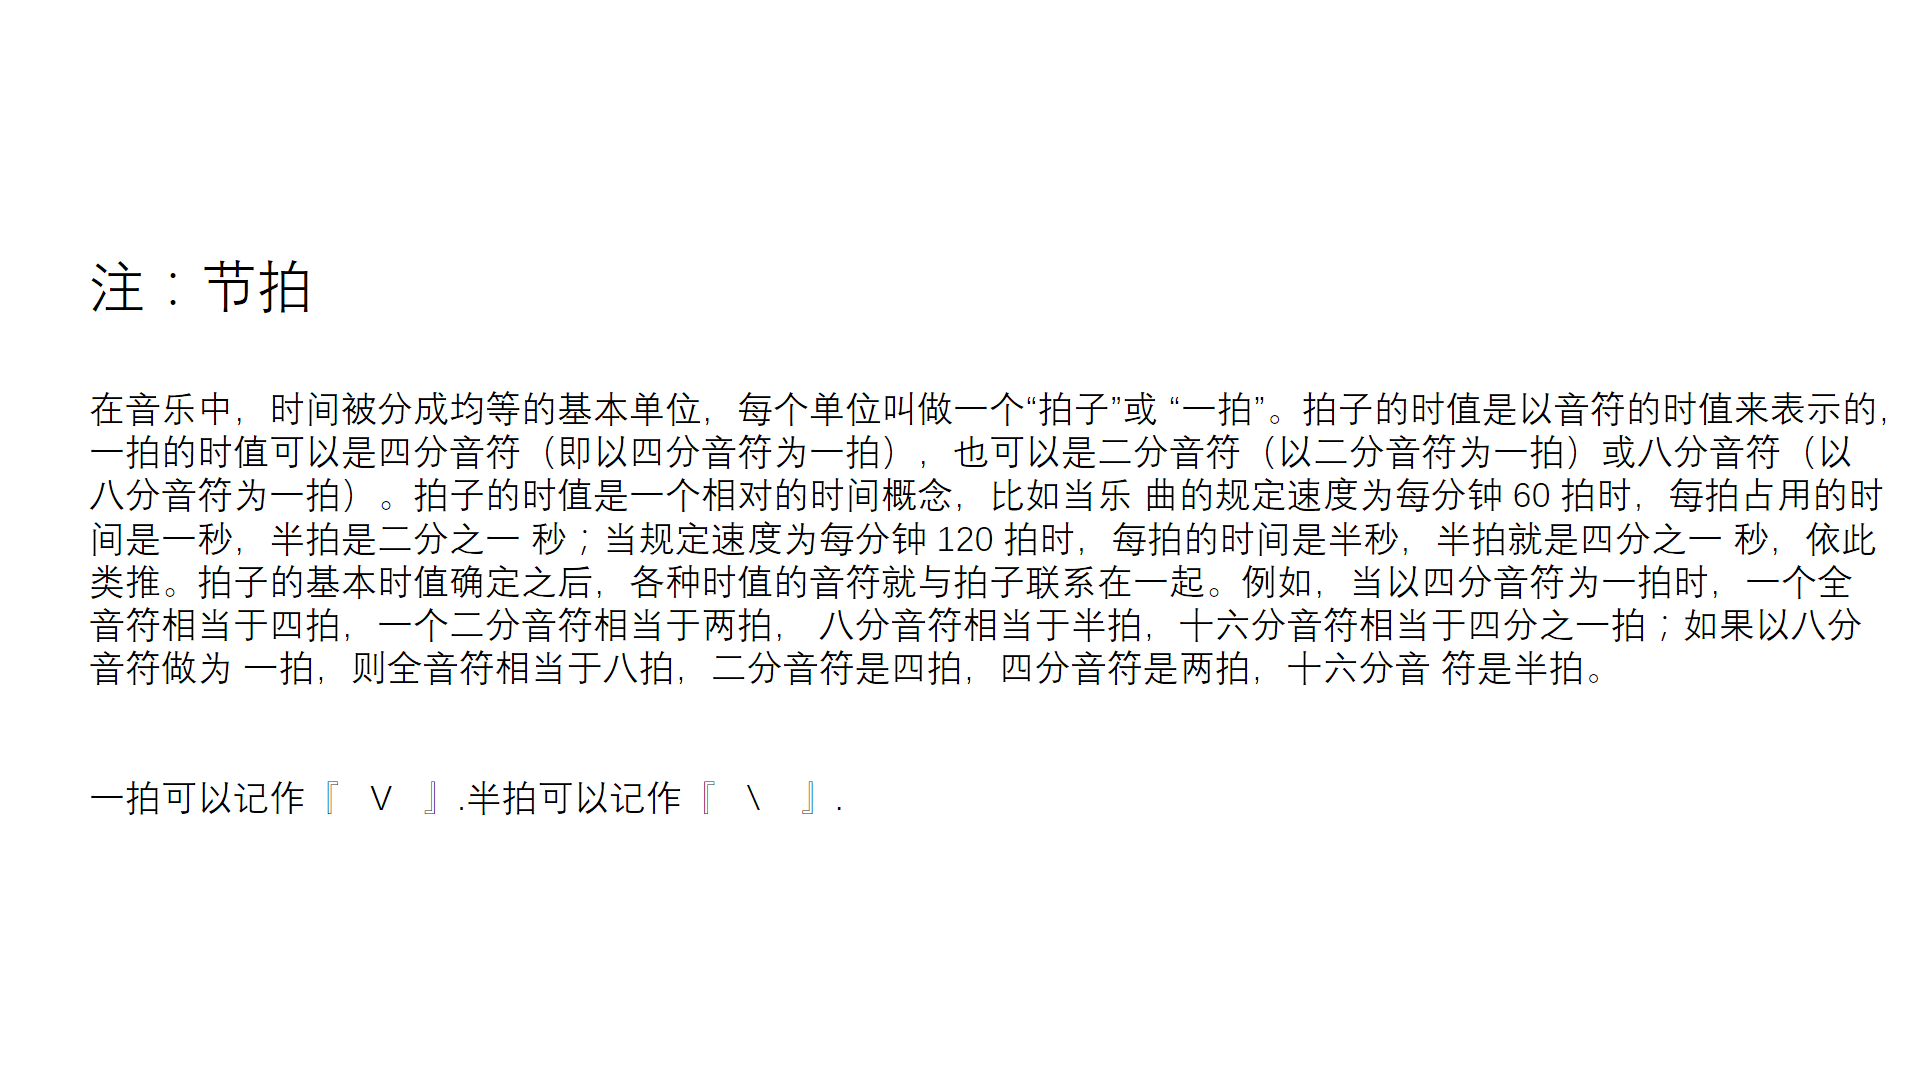 注：节拍
在音乐中，时间被分成均等的基本单位，每个单位叫做一个“拍子”或 “一拍”。拍子的时值是以音符的时值来表示的，
一拍的时值可以是四分音符（即以四分音符为一拍），也可以是二分音符（以二分音符为一拍）或八分音符（以
八分音符为一拍）。拍子的时值是一个相对的时间概念，比如当乐 曲的规定速度为每分钟 60 拍时，每拍占用的时
间是一秒，半拍是二分之一 秒；当规定速度为每分钟 120 拍时，每拍的时间是半秒，半拍就是四分之一 秒，依此
类推。拍子的基本时值确定之后，各种时值的音符就与拍子联系在一起。例如，当以四分音符为一拍时，一个全
音符相当于四拍，一个二分音符相当于两拍， 八分音符相当于半拍，十六分音符相当于四分之一拍；如果以八分
音符做为 一拍，则全音符相当于八拍，二分音符是四拍，四分音符是两拍，十六分音 符是半拍。
一拍可以记作『 V 』.半拍可以记作『 \ 』.